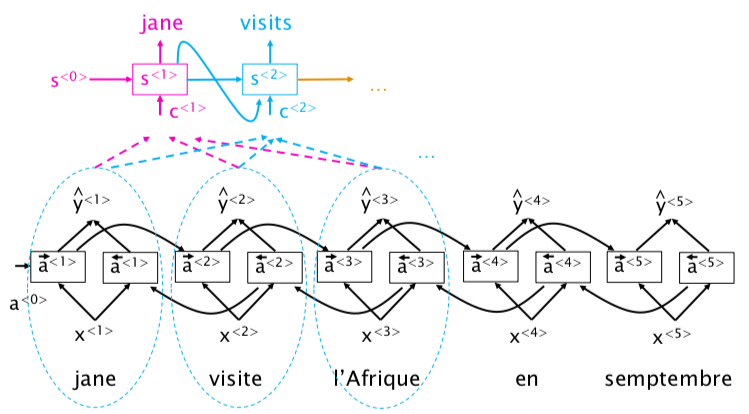 jane visits
s<0> s<1> s<2> ...
c<1> c<2>
...
ŷ<1> ŷ<2> ŷ<3> ŷ<4> ŷ<5>
a⃗<1> a⃖<1> a⃗<2> a⃖<2> a⃗<3> a⃖<3> a⃗<4> a⃖<4> a⃗<5> a⃖<5>
a<0>
x<1> x<2> x<3> x<4> x<5>
jane visite l'Afrique en semptembre